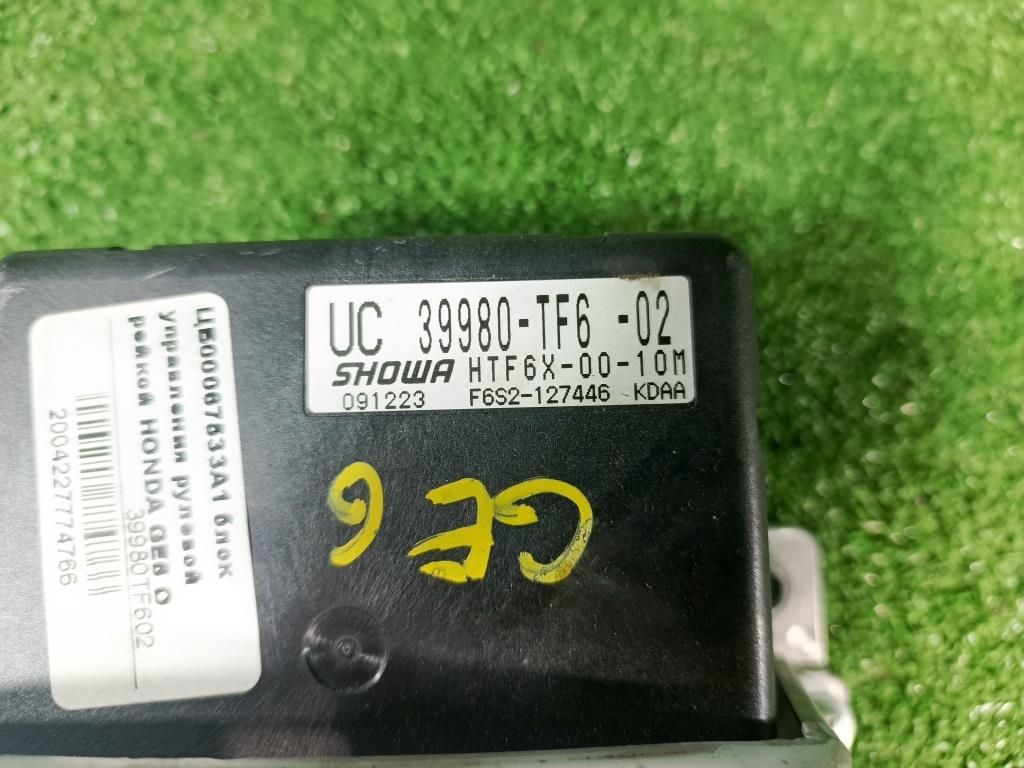 UC 39980-TF6 -02
SHOWA HTF6X-00-10M
091223 F6S2-127446 KDAA
GE6
ЦБ00067833A1 блок
управления рулевой
рейкой HONDA GE6 О
39980TF602
2004227774766